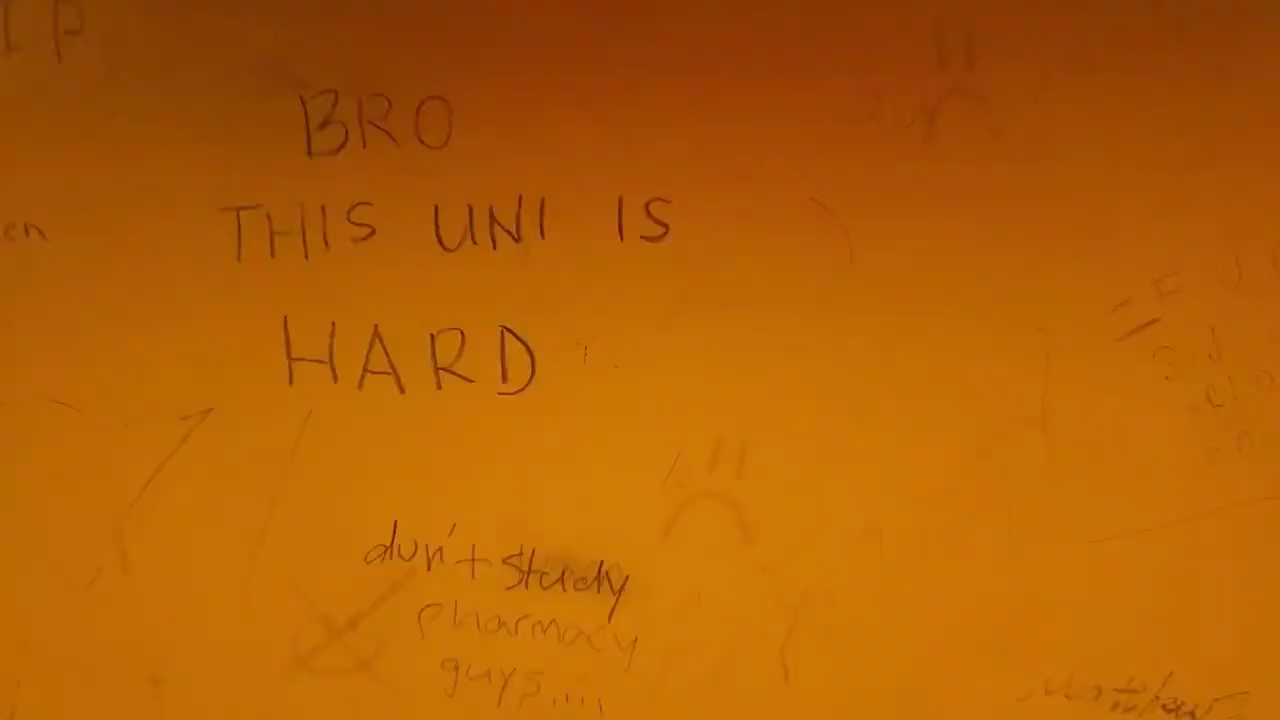 BRO
THIS UNI IS
HARD
don't study
pharmacy
guys....